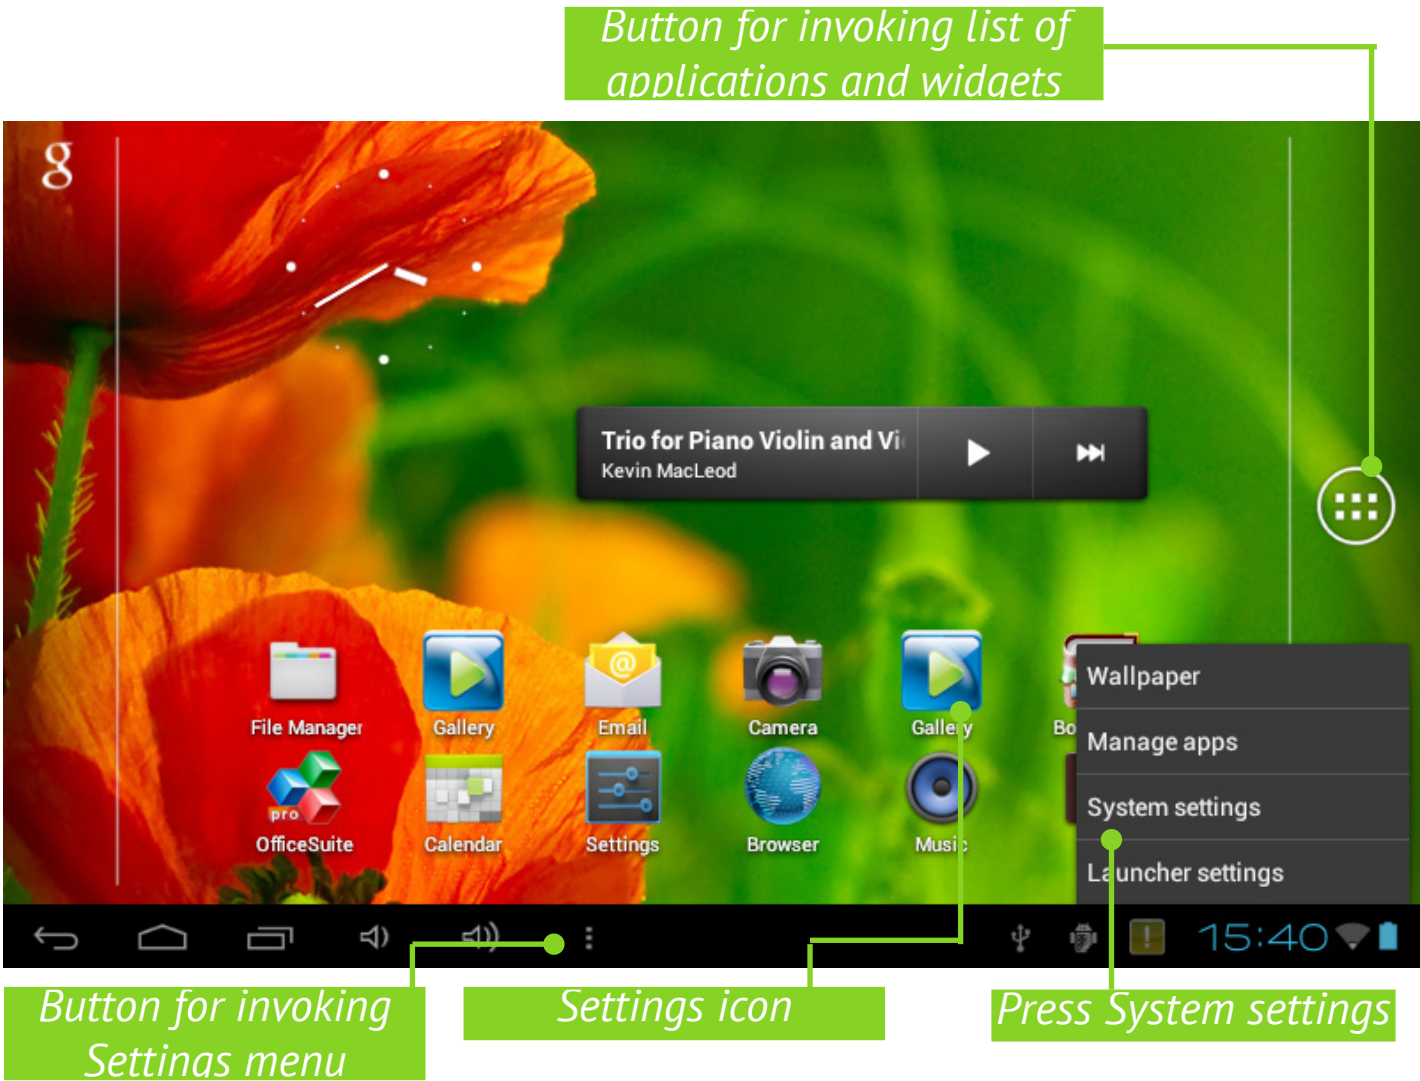 Button for invoking list of
applications and widgets
g
Trio for Piano Violin and Vi
Kevin MacLeod
Wallpaper
Manage apps
System settings
Launcher settings
@
File Manager
Gallery
Email
Camera
Gallery
Bo
pro
OfficeSuite
Calendar
Settings
Browser
Music
15:40
Button for invoking
Settings menu
Settings icon
Press System settings